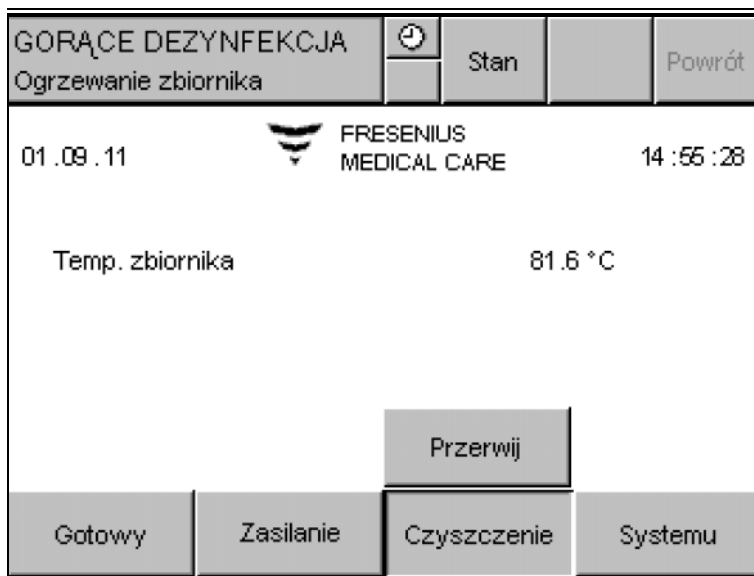 GORĄCE DEZYNFEKCJA
Ogrzewanie zbiornika
Stan
Powrót
01 .09 .11
FRESENIUS
MEDICAL CARE
14 :55 :28
Temp. zbiornika
81.6 °C
Przerwij
Gotowy
Zasilanie
Czyszczenie
Systemu